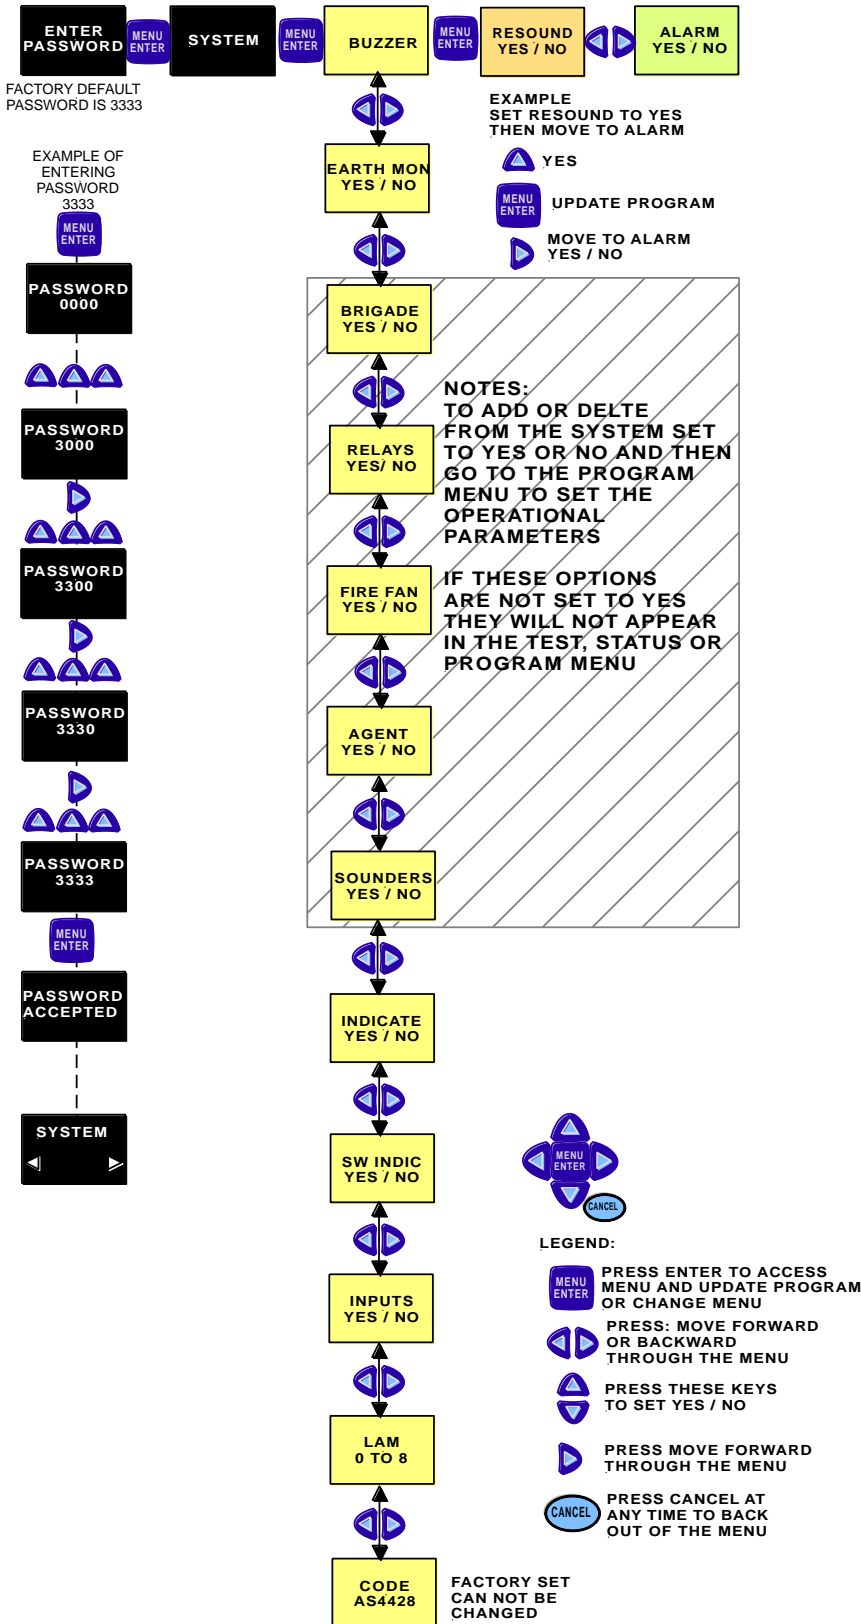 ENTER
PASSWORD
MENU
ENTER
SYSTEM
MENU
ENTER
BUZZER
MENU
ENTER
RESOUND
YES / NO
ALARM
YES / NO
FACTORY DEFAULT
PASSWORD IS 3333
EXAMPLE OF
ENTERING
PASSWORD
3333
MENU
ENTER
PASSWORD
0000
PASSWORD
3000
PASSWORD
3300
PASSWORD
3330
PASSWORD
3333
MENU
ENTER
PASSWORD
ACCEPTED
SYSTEM
EARTH MON
YES / NO
BRIGADE
YES / NO
RELAYS
YES/ NO
FIRE FAN
YES / NO
AGENT
YES / NO
SOUNDERS
YES / NO
INDICATE
YES / NO
SW INDIC
YES / NO
INPUTS
YES / NO
LAM
0 TO 8
CODE
AS4428
FACTORY SET
CAN NOT BE
CHANGED
EXAMPLE
SET RESOUND TO YES
THEN MOVE TO ALARM
YES
MENU
ENTER
UPDATE PROGRAM
MOVE TO ALARM
YES / NO
NOTES:
TO ADD OR DELTE
FROM THE SYSTEM SET
TO YES OR NO AND THEN
GO TO THE PROGRAM
MENU TO SET THE
OPERATIONAL
PARAMETERS
IF THESE OPTIONS
ARE NOT SET TO YES
THEY WILL NOT APPEAR
IN THE TEST, STATUS OR
PROGRAM MENU
MENU
ENTER
CANCEL
LEGEND:
MENU
ENTER
PRESS ENTER TO ACCESS
MENU AND UPDATE PROGRAM
OR CHANGE MENU
PRESS: MOVE FORWARD
OR BACKWARD
THROUGH THE MENU
PRESS THESE KEYS
TO SET YES / NO
PRESS MOVE FORWARD
THROUGH THE MENU
CANCEL
PRESS CANCEL AT
ANY TIME TO BACK
OUT OF THE MENU